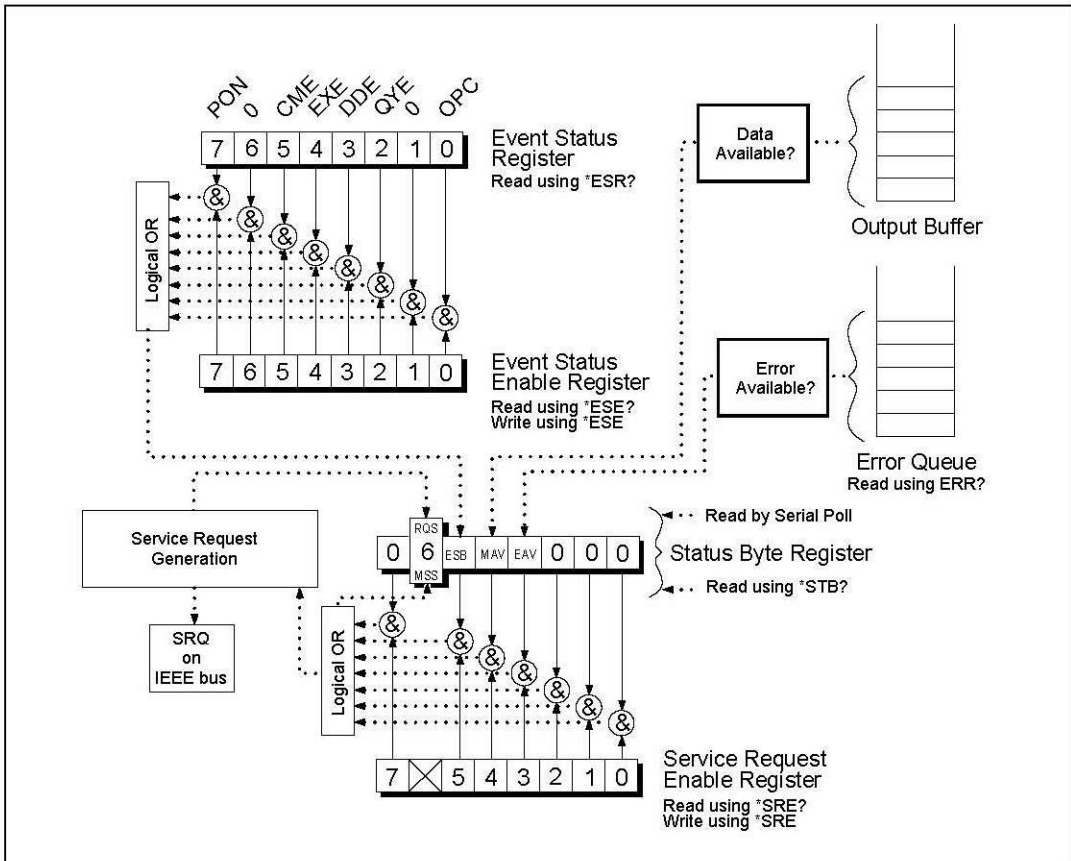 PON 0 CME EXE DDE QYE 0 OPC
7 6 5 4 3 2 1 0
Event Status
Register
Read using *ESR?
Logical OR
& & & & & & & &
7 6 5 4 3 2 1 0
Event Status
Enable Register
Read using *ESE?
Write using *ESE
Data
Available?
Output Buffer
Error
Available?
Error Queue
Read using ERR?
Service Request
Generation
SRQ
on
IEEE bus
RQS
0 6 ESB MAV EAV 0 0 0
MSS
Read by Serial Poll
Status Byte Register
Read using *STB?
Logical OR
& & & & & & &
7 5 4 3 2 1 0
Service Request
Enable Register
Read using *SRE?
Write using *SRE